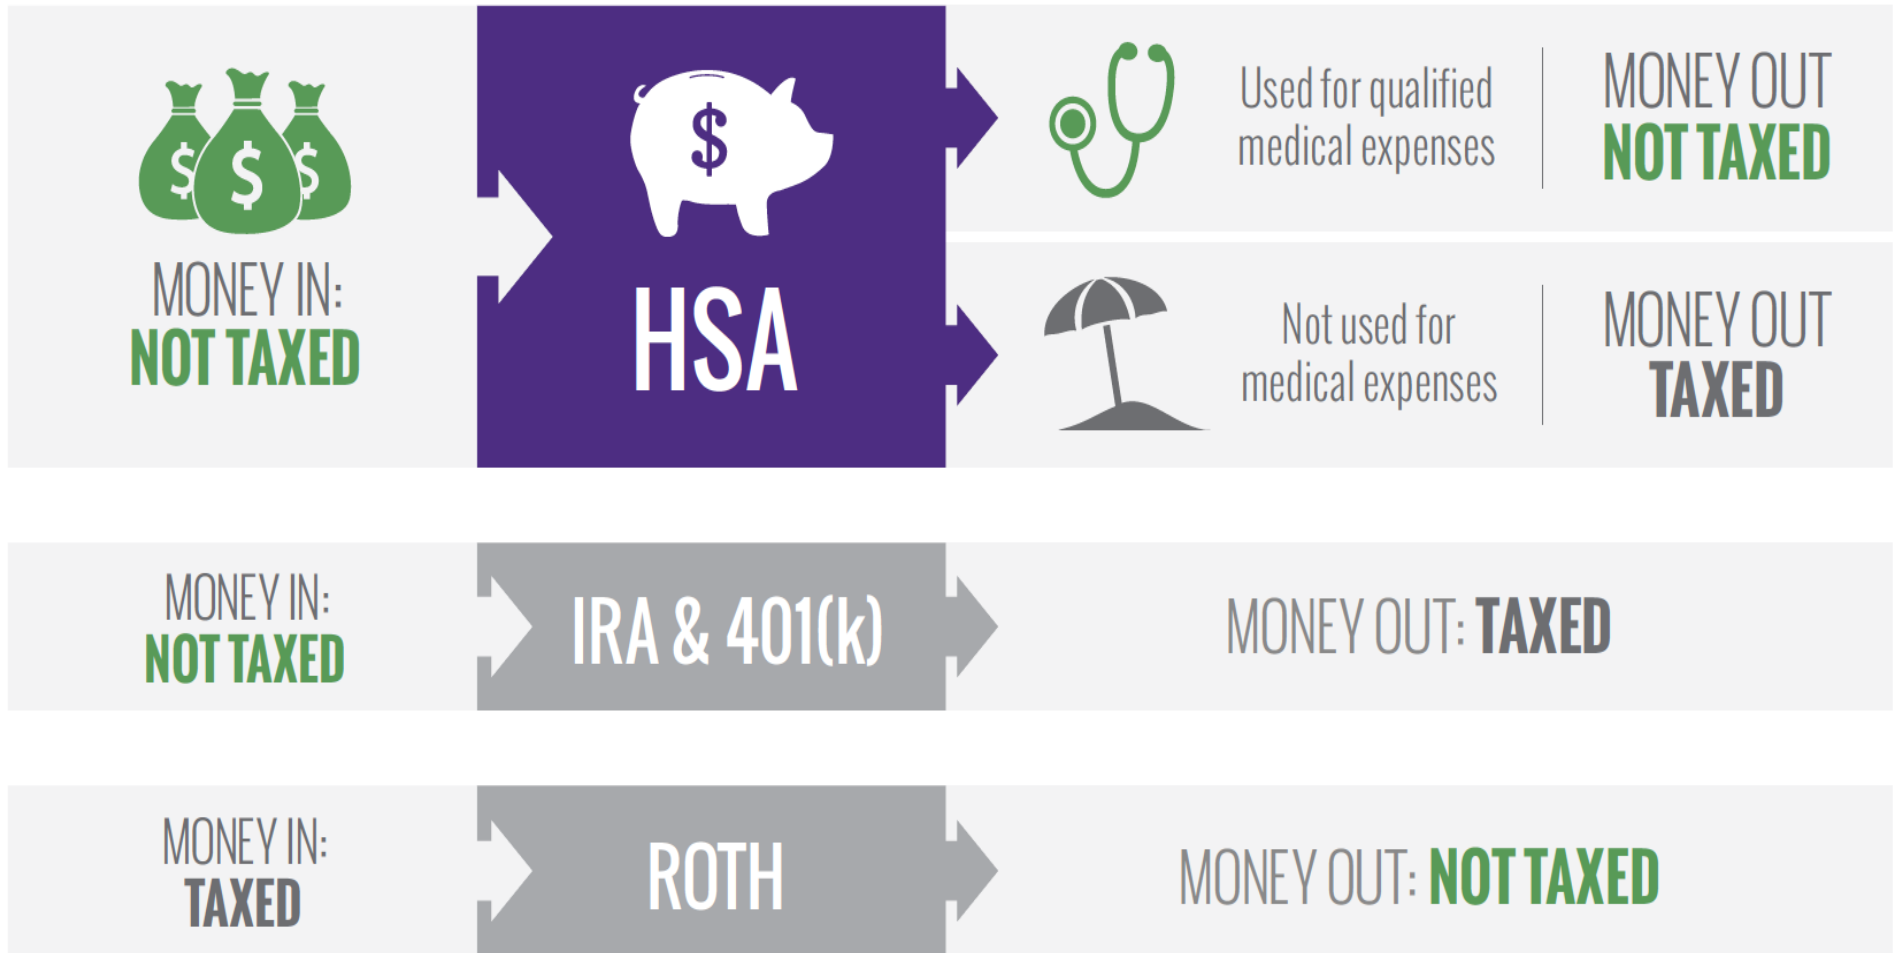 $ $ $
MONEY IN:
NOT TAXED
$
HSA
Used for qualified
medical expenses
MONEY OUT
NOT TAXED
Not used for
medical expenses
MONEY OUT
TAXED
MONEY IN:
NOT TAXED
IRA & 401(k)
MONEY OUT: TAXED
MONEY IN:
TAXED
ROTH
MONEY OUT: NOT TAXED